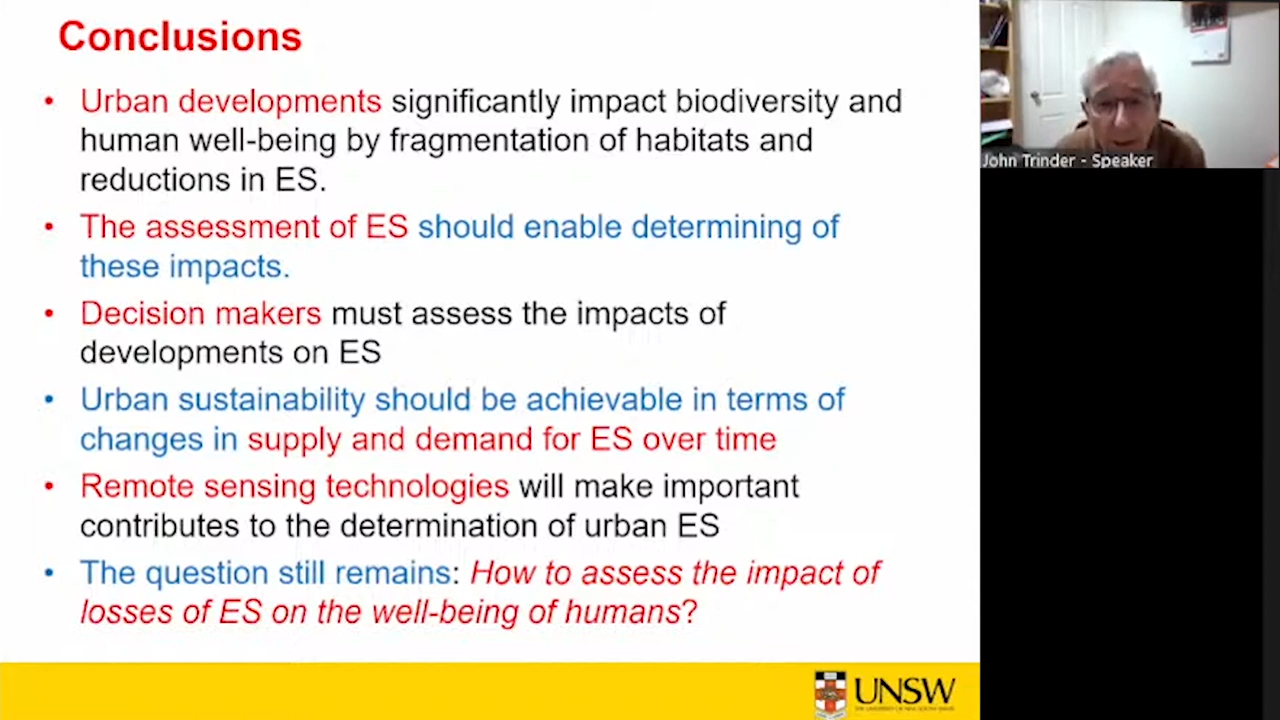 Conclusions
• Urban developments significantly impact biodiversity and
human well-being by fragmentation of habitats and
reductions in ES.
• The assessment of ES should enable determining of
these impacts.
• Decision makers must assess the impacts of
developments on ES
• Urban sustainability should be achievable in terms of
changes in supply and demand for ES over time
• Remote sensing technologies will make important
contributes to the determination of urban ES
• The question still remains: How to assess the impact of
losses of ES on the well-being of humans?
UNSW
John Trinder - Speaker